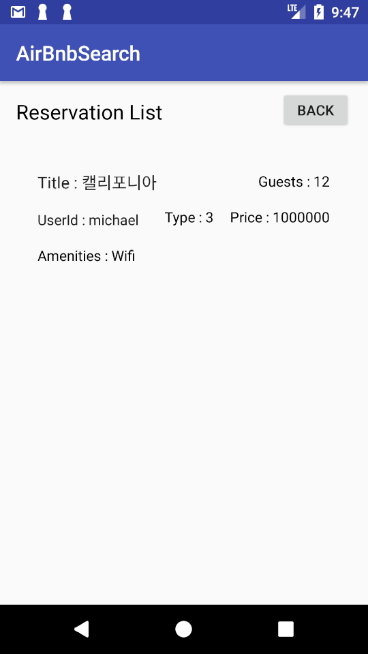 LTE 9:47
AirBnbSearch
Reservation List BACK
Title : 캘리포니아 Guests : 12
UserId : michael Type : 3 Price : 1000000
Amenities : Wifi